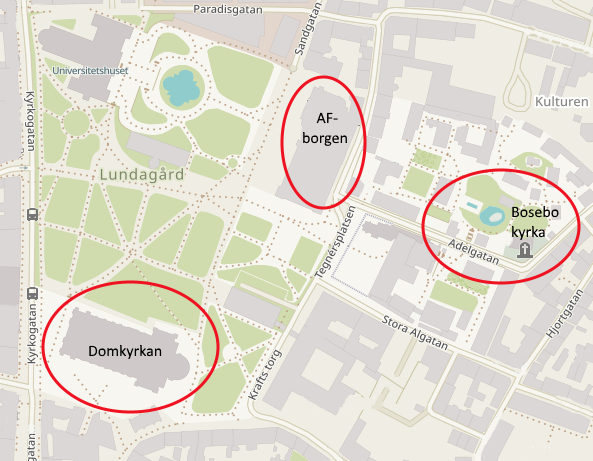 Paradisgatan
Sandgatan
Universitetshuset
Kyrkogatan
AF-
borgen
Kulturen
Lundagård
Bosebo
kyrka
Tegnérsplatsen
Adelgatan
Kyrkogatan
Domkyrkan
Stora Algatan
Hjortgatan
Krafts torg
gatan